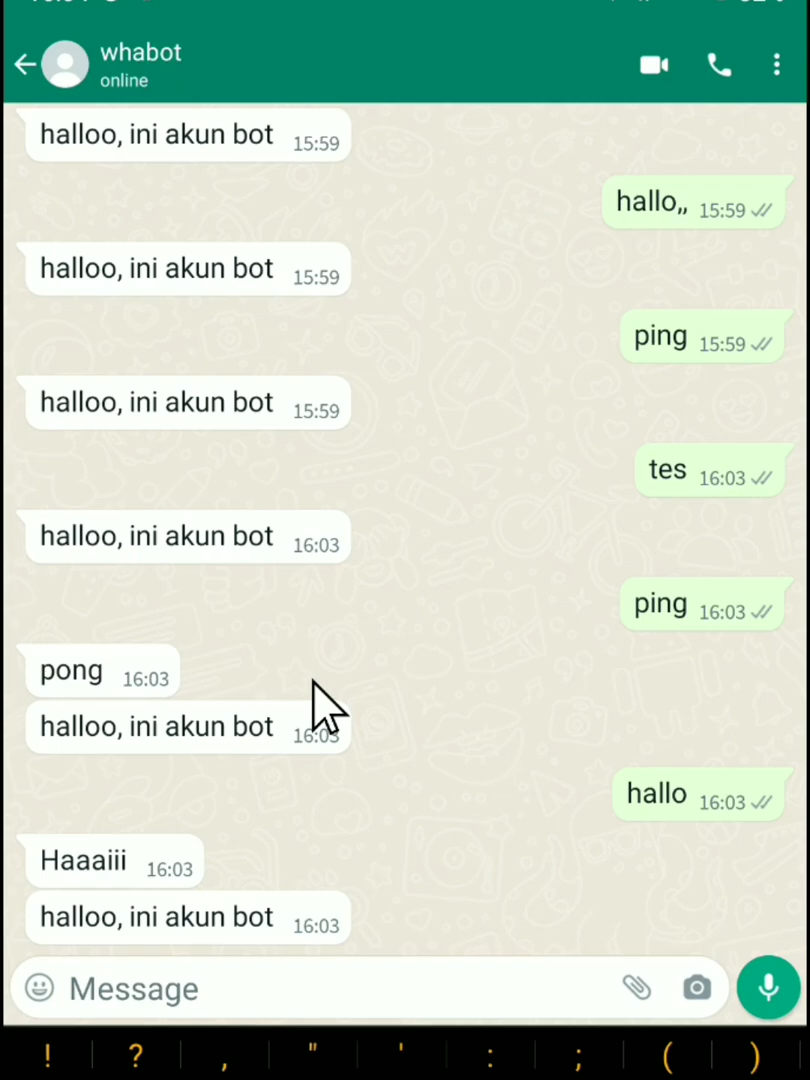 whabot
online
halloo, ini akun bot 15:59
hallo,, 15:59
halloo, ini akun bot 15:59
ping 15:59
halloo, ini akun bot 15:59
tes 16:03
halloo, ini akun bot 16:03
ping 16:03
pong 16:03
halloo, ini akun bot 16:03
hallo 16:03
Haaaiii 16:03
halloo, ini akun bot 16:03
Message
! ? , " ' : ; ( )